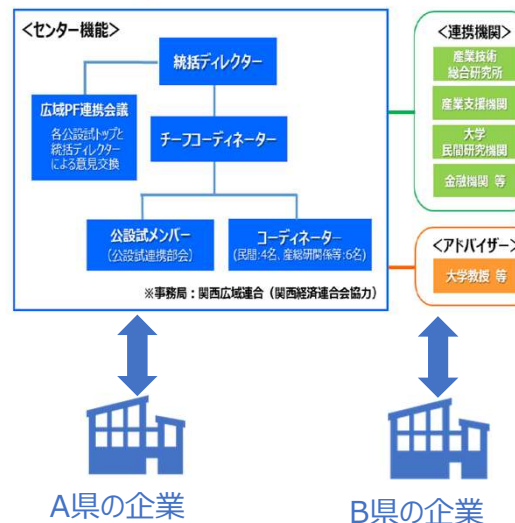 ＜センター機能＞
統括ディレクター
広域PF連携会議
各公設試トップと
統括ディレクター
による意見交換
チーフコーディネーター
公設試メンバー
（公設試連携部会）
コーディネーター
(民間:4名、産総研関係等:6名)
※事務局：関西広域連合（関西経済連合会協力）
＜連携機関＞
産業技術
総合研究所
産業支援機関
大学
民間研究機関
金融機関 等
＜アドバイザー＞
大学教授 等
A県の企業
B県の企業